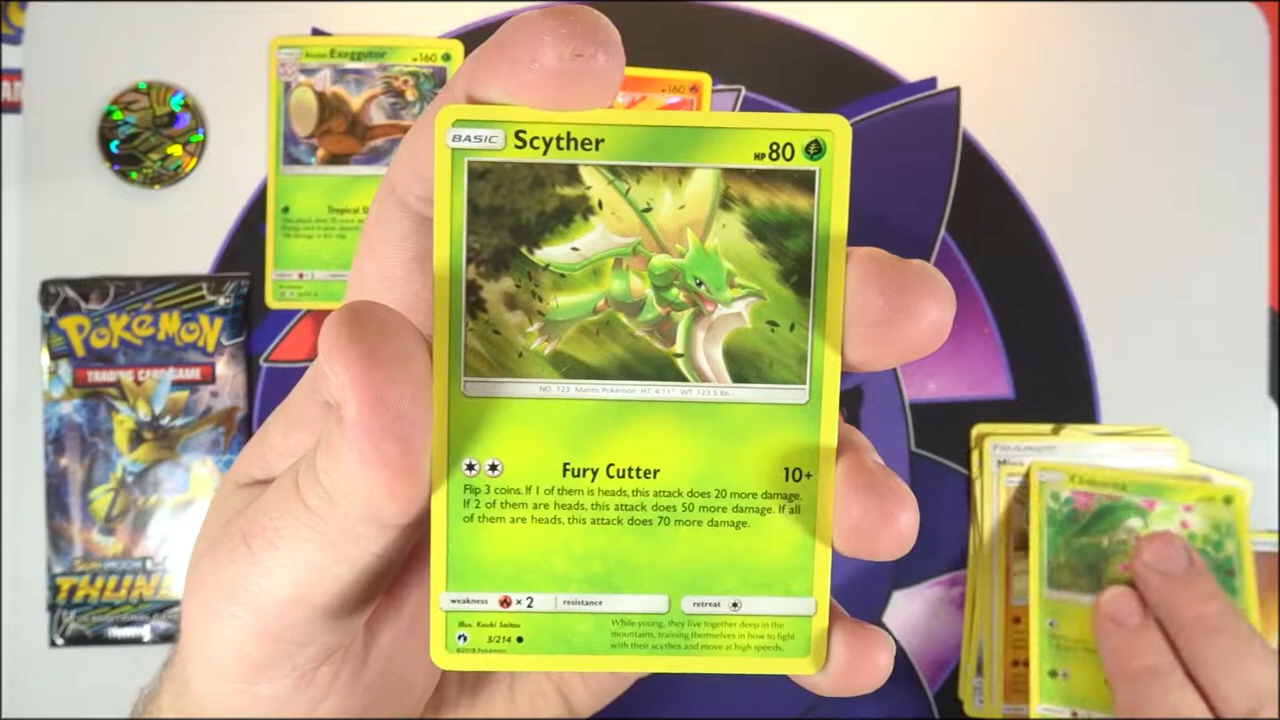 Exeggutor
160
160
Tropical
BASIC Scyther HP 80
NO. 123 Mantis Pokémon HT 4'11" WT 123.5 lbs.
Fury Cutter 10+
Flip 3 coins. If 1 of them is heads, this attack does 20 more damage.
If 2 of them are heads, this attack does 50 more damage. If all
of them are heads, this attack does 70 more damage.
weakness ×2 resistance retreat
Illus. Kouki Saitou
3/214
©2018 Pokémon
While young, they live together deep in the
mountains, training themselves in how to fight
with their scythes and move at high speeds.
POKéMON
TRADING CARD GAME
SUN & MOON
THUN